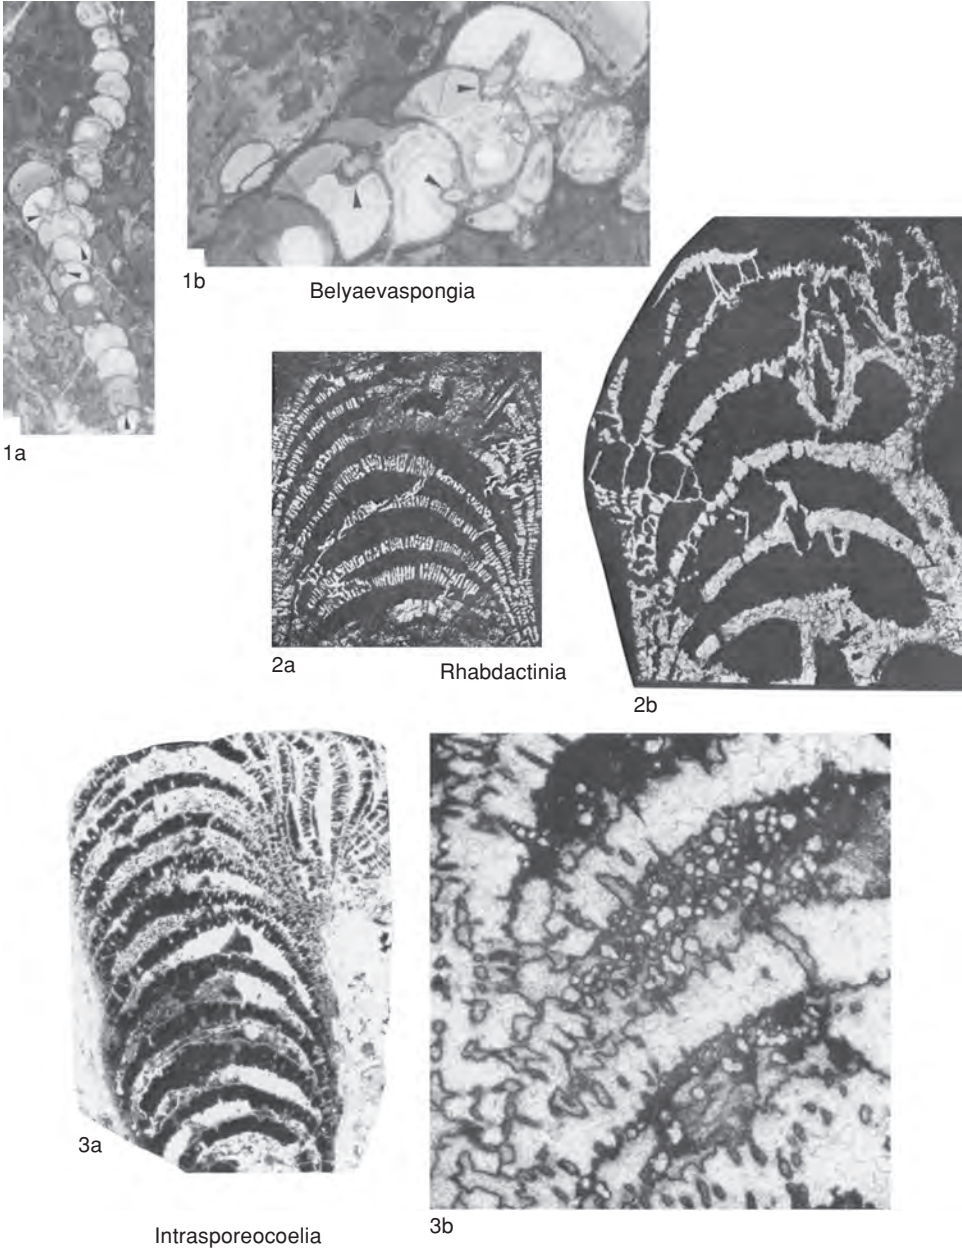 1b
Belyaevaspongia
1a
2a
Rhabdactinia
2b
3a
3b
Intrasporeocoelia